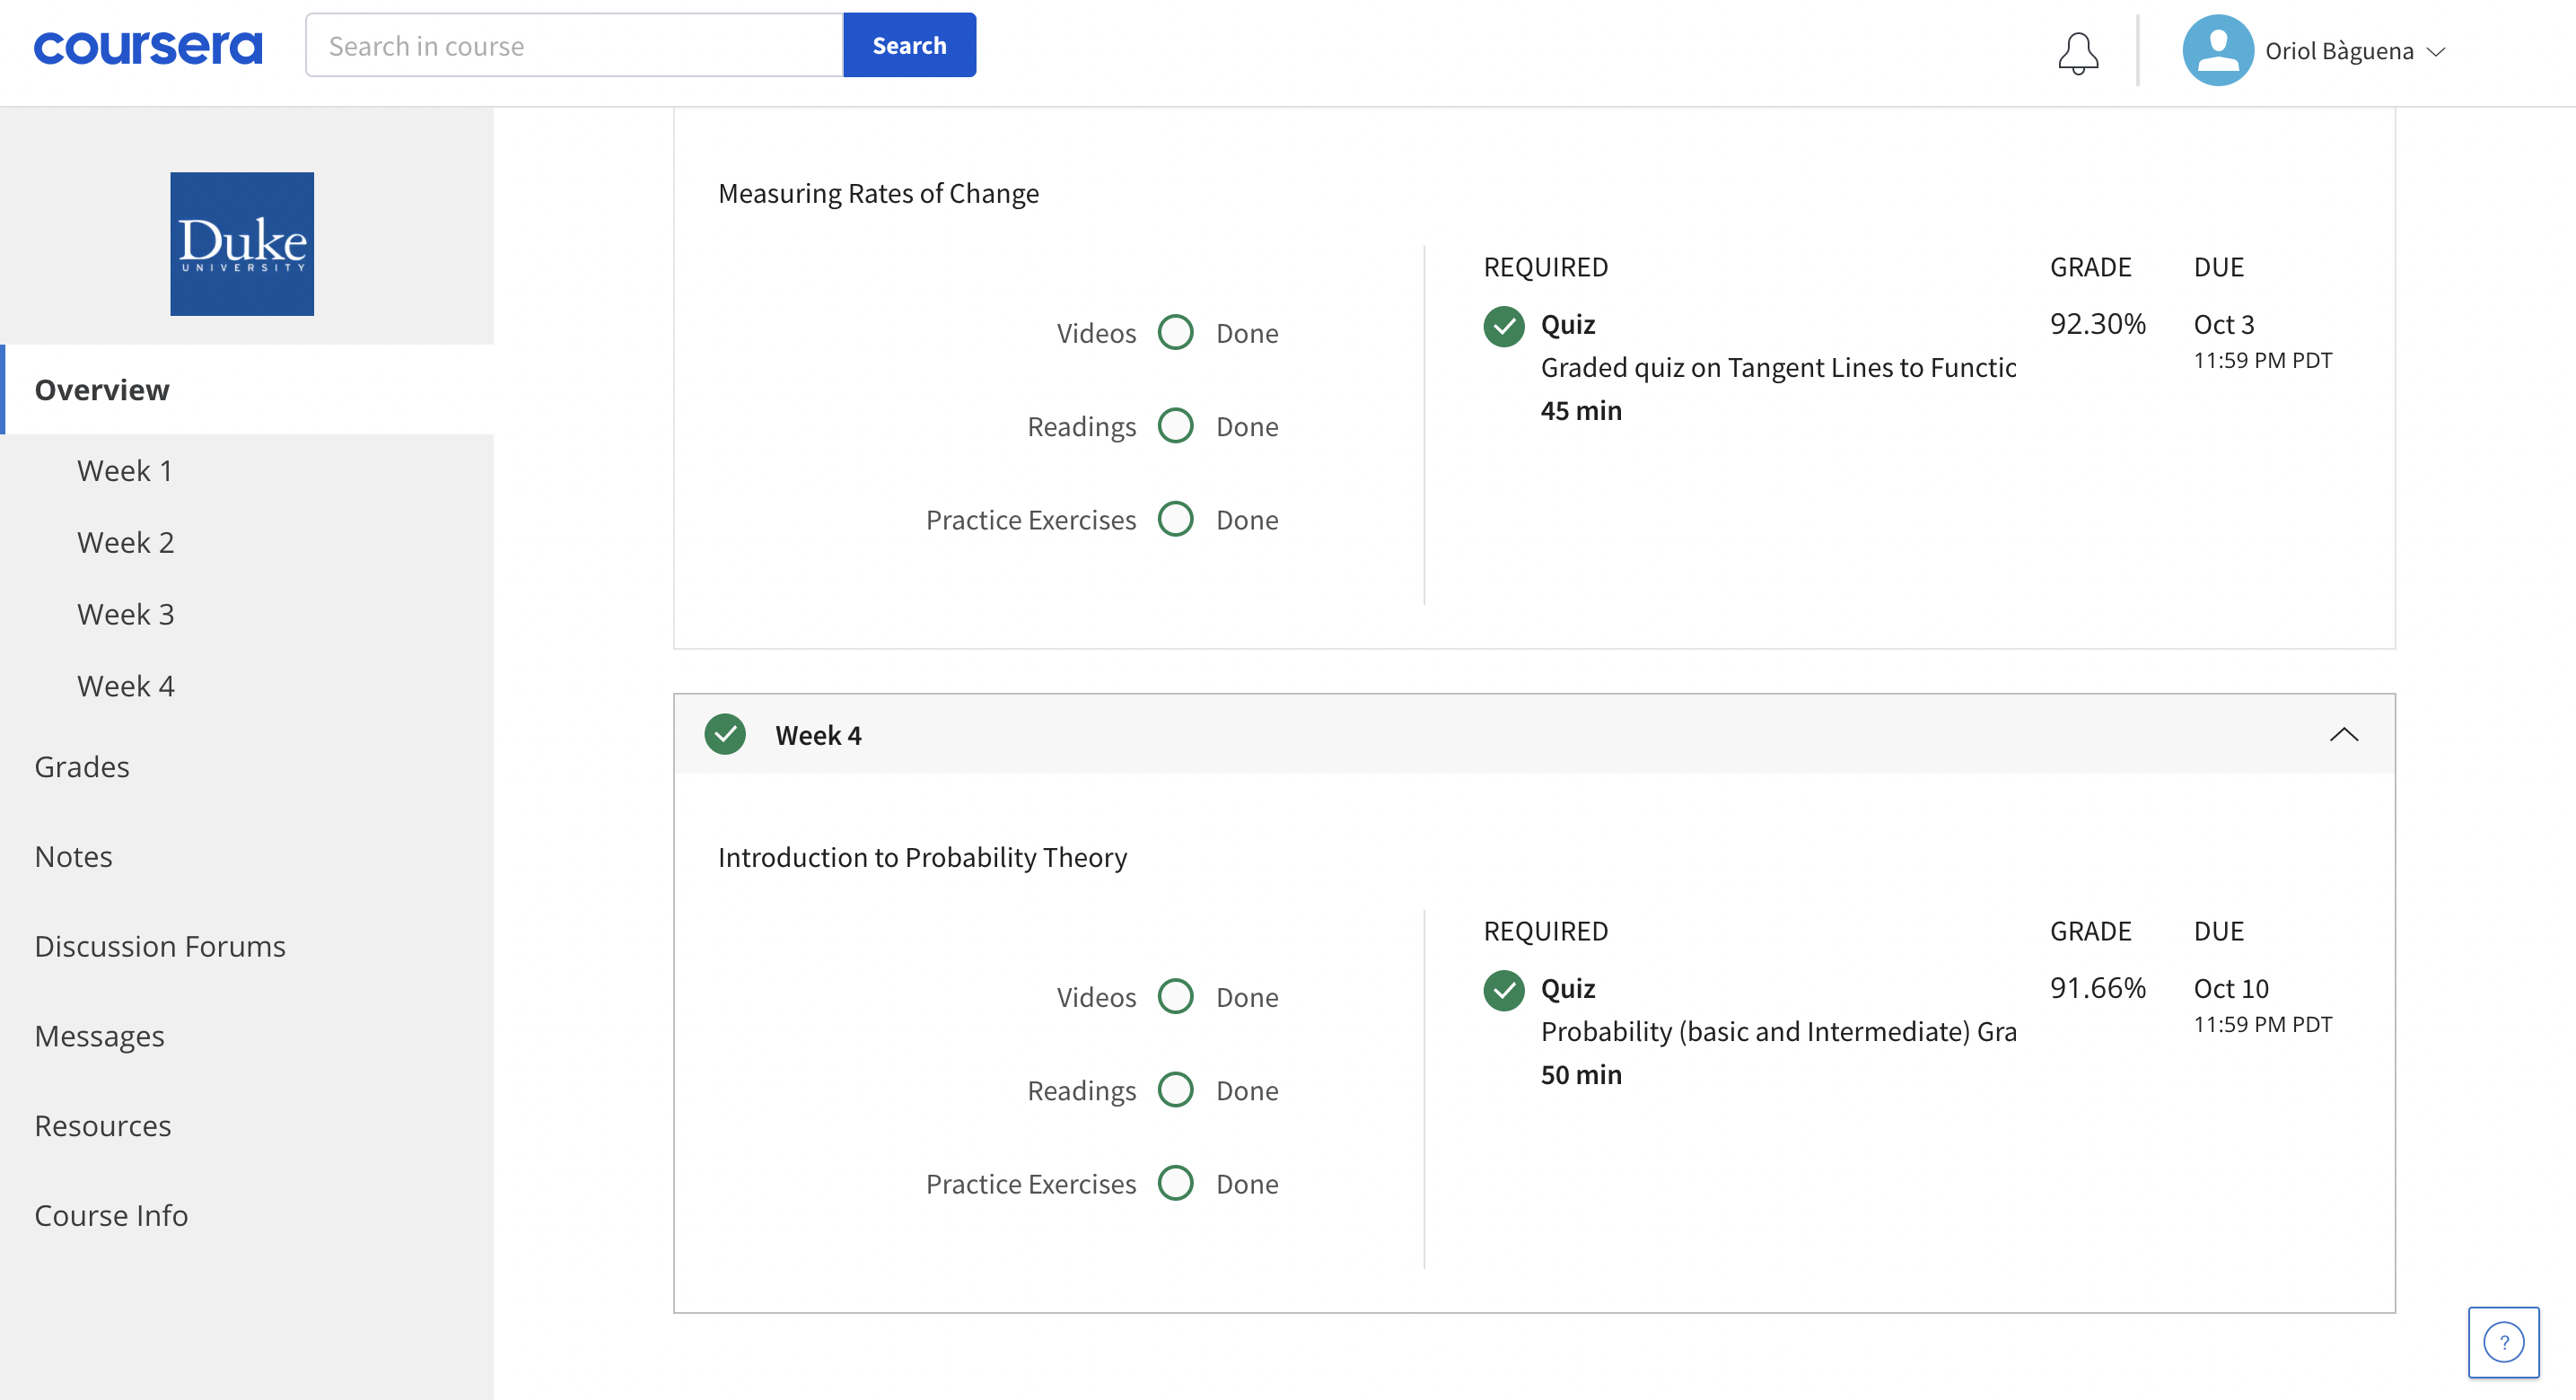 coursera
Search in course
Search
Oriol Bàguena
Duke
UNIVERSITY
Overview
Week 1
Week 2
Week 3
Week 4
Grades
Notes
Discussion Forums
Messages
Resources
Course Info
Measuring Rates of Change
Videos Done
Readings Done
Practice Exercises Done
REQUIRED GRADE DUE
Quiz 92.30% Oct 3
11:59 PM PDT
Graded quiz on Tangent Lines to Functic
45 min
Week 4
Introduction to Probability Theory
Videos Done
Readings Done
Practice Exercises Done
REQUIRED GRADE DUE
Quiz 91.66% Oct 10
11:59 PM PDT
Probability (basic and Intermediate) Gra
50 min
?